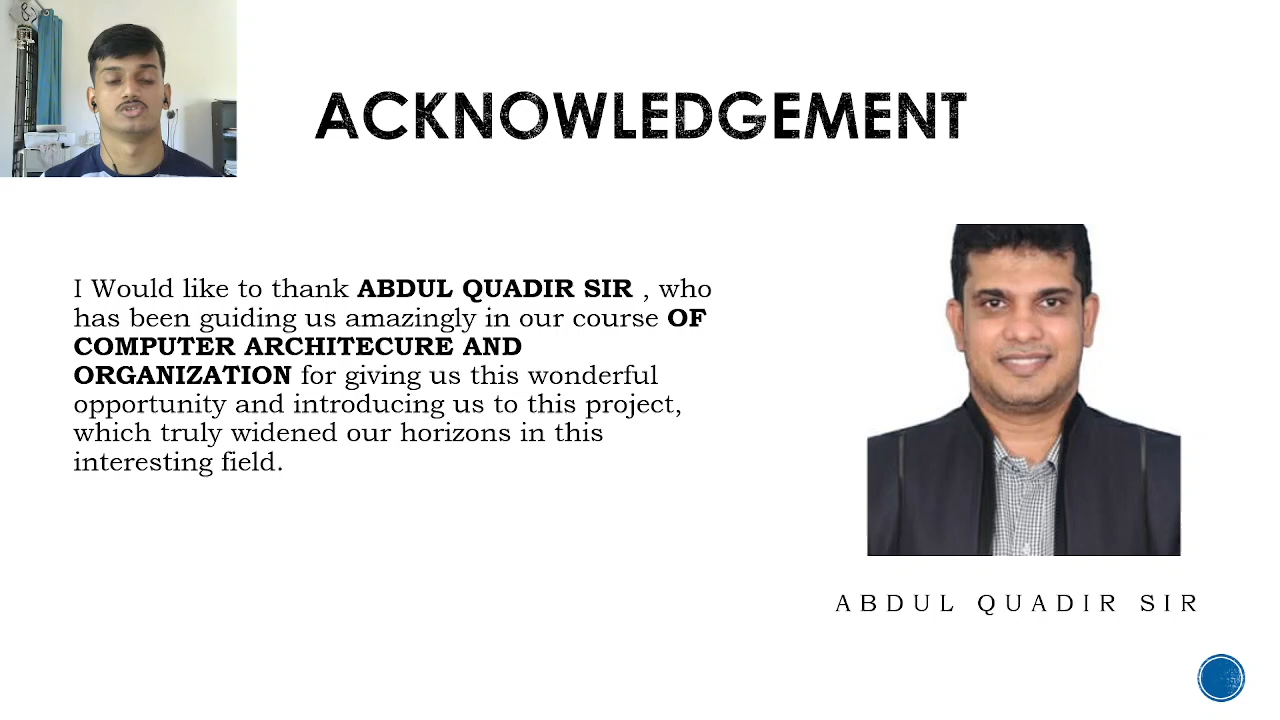 ACKNOWLEDGEMENT
I Would like to thank ABDUL QUADIR SIR , who
has been guiding us amazingly in our course OF
COMPUTER ARCHITECURE AND
ORGANIZATION for giving us this wonderful
opportunity and introducing us to this project,
which truly widened our horizons in this
interesting field.
ABDUL QUADIR SIR